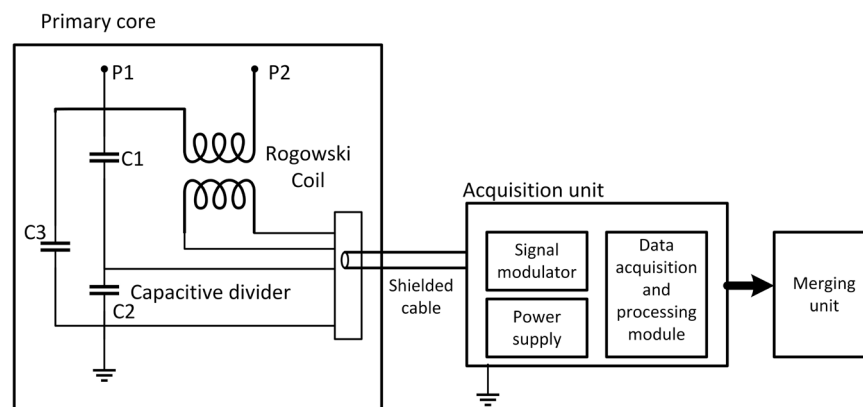 Primary core
P1
P2
C1
Rogowski
Coil
C3
Capacitive divider
C2
Shielded
cable
Acquisition unit
Signal
modulator
Power
supply
Data
acquisition
and
processing
module
Merging
unit